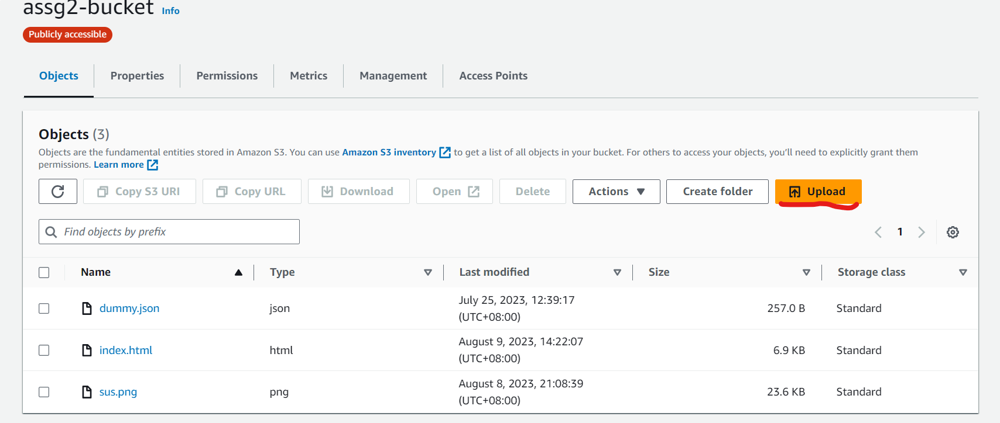 assg2-bucket Info
Publicly accessible
Objects Properties Permissions Metrics Management Access Points
Objects (3)
Objects are the fundamental entities stored in Amazon S3. You can use Amazon S3 inventory to get a list of all objects in your bucket. For others to access your objects, you'll need to explicitly grant them
permissions. Learn more
Copy S3 URI Copy URL Download Open Delete Actions Create folder Upload
Find objects by prefix 1
Name Type Last modified Size Storage class
dummy.json json July 25, 2023, 12:39:17 (UTC+08:00) 257.0 B Standard
index.html html August 9, 2023, 14:22:07 (UTC+08:00) 6.9 KB Standard
sus.png png August 8, 2023, 21:08:39 (UTC+08:00) 23.6 KB Standard